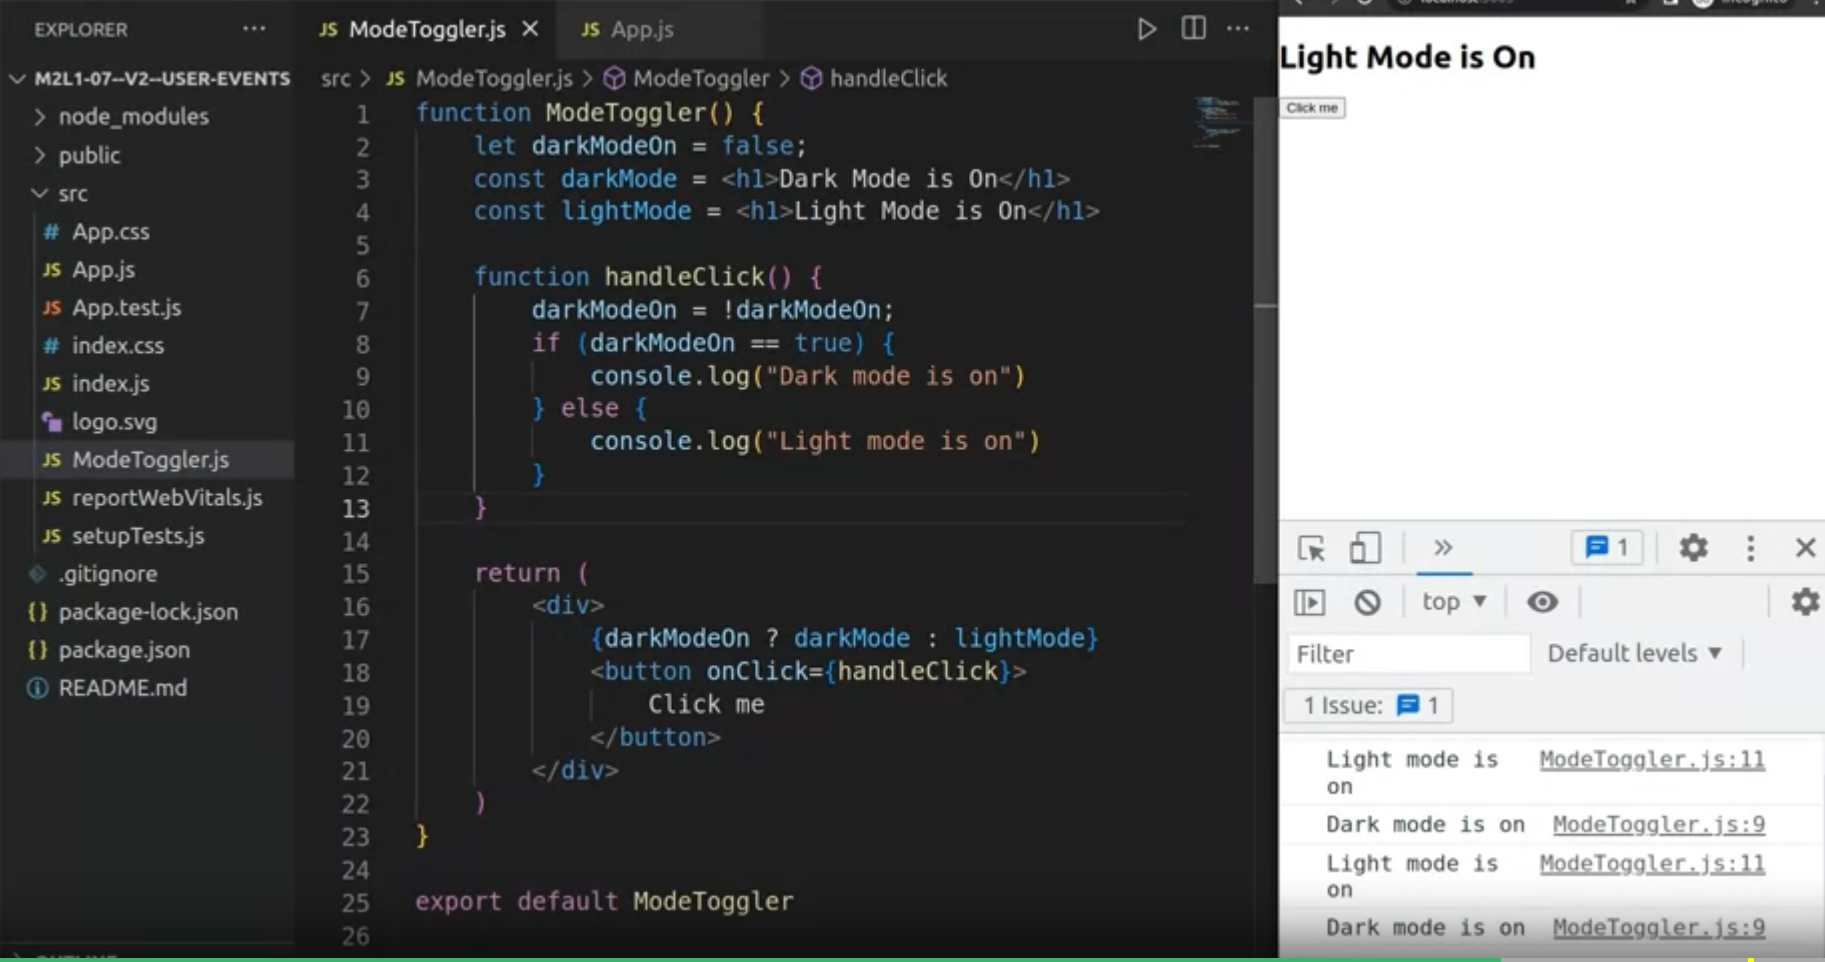 EXPLORER ...
M2L1-07--V2--USER-EVENTS
node_modules
public
src
# App.css
JS App.js
JS App.test.js
# index.css
JS index.js
logo.svg
JS ModeToggler.js
JS reportWebVitals.js
JS setupTests.js
.gitignore
{} package-lock.json
{} package.json
README.md
JS ModeToggler.js
JS App.js
src > JS ModeToggler.js > ModeToggler > handleClick
1 function ModeToggler() {
2 let darkModeOn = false;
3 const darkMode = <h1>Dark Mode is On</h1>
4 const lightMode = <h1>Light Mode is On</h1>
5
6 function handleClick() {
7 darkModeOn = !darkModeOn;
8 if (darkModeOn == true) {
9 console.log("Dark mode is on")
10 } else {
11 console.log("Light mode is on")
12 }
13 }
14
15 return (
16 <div>
17 {darkModeOn ? darkMode : lightMode}
18 <button onClick={handleClick}>
19 Click me
20 </button>
21 </div>
22 )
23 }
24
25 export default ModeToggler
26
Light Mode is On
Click me
1
top
Filter
Default levels
1 Issue: 1
Light mode is on ModeToggler.js:11
Dark mode is on ModeToggler.js:9
Light mode is on ModeToggler.js:11
Dark mode is on ModeToggler.js:9